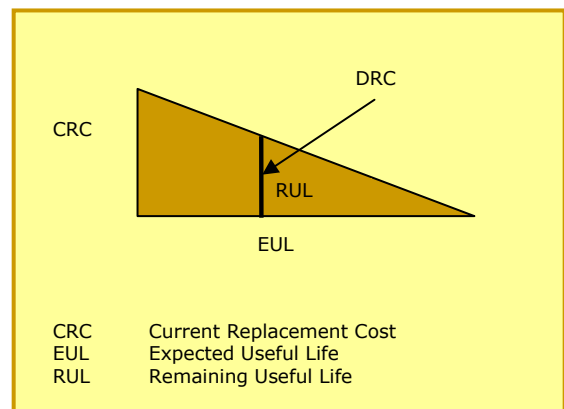 DRC
CRC
RUL
EUL
CRC Current Replacement Cost
EUL Expected Useful Life
RUL Remaining Useful Life